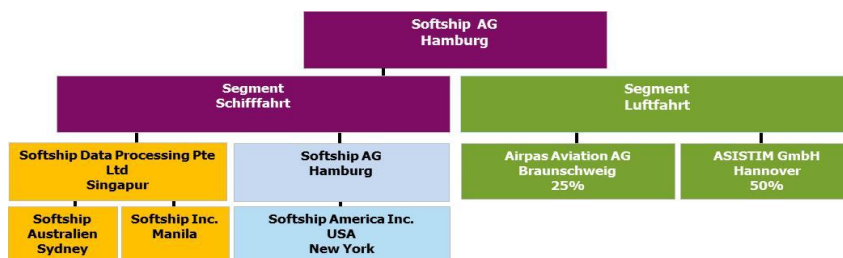 Softship AG
Hamburg
Segment
Schifffahrt
Segment
Luftfahrt
Softship Data Processing Pte
Ltd
Singapur
Softship AG
Hamburg
Airpas Aviation AG
Braunschweig
25%
ASISTIM GmbH
Hannover
50%
Softship
Australien
Sydney
Softship Inc.
Manila
Softship America Inc.
USA
New York